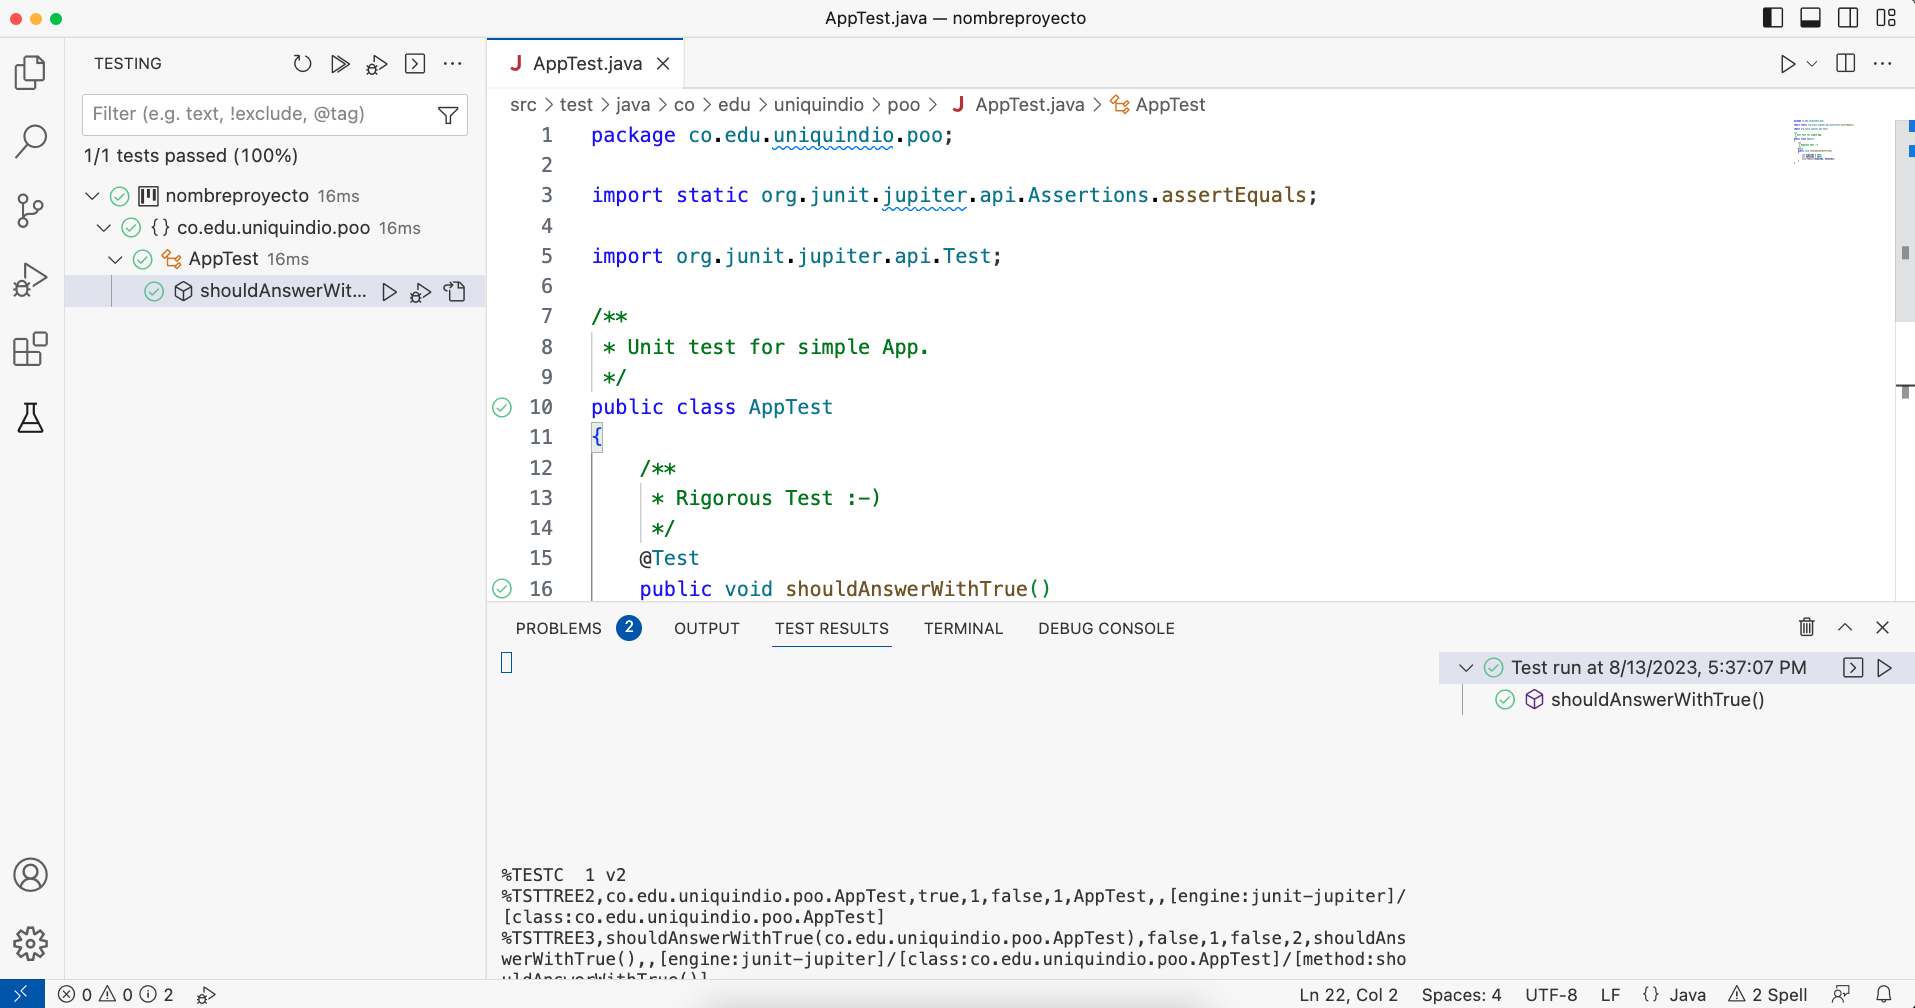 AppTest.java — nombreproyecto
TESTING
Filter (e.g. text, !exclude, @tag)
1/1 tests passed (100%)
nombreproyecto 16ms
{} co.edu.uniquindio.poo 16ms
AppTest 16ms
shouldAnswerWit...
J AppTest.java
src > test > java > co > edu > uniquindio > poo > J AppTest.java > AppTest
1 package co.edu.uniquindio.poo;
2
3 import static org.junit.jupiter.api.Assertions.assertEquals;
4
5 import org.junit.jupiter.api.Test;
6
7 /**
8 * Unit test for simple App.
9 */
10 public class AppTest
11 {
12 /**
13 * Rigorous Test :-)
14 */
15 @Test
16 public void shouldAnswerWithTrue()
PROBLEMS 2 OUTPUT TEST RESULTS TERMINAL DEBUG CONSOLE
Test run at 8/13/2023, 5:37:07 PM
shouldAnswerWithTrue()
%TESTC  1 v2
%TSTTREE2,co.edu.uniquindio.poo.AppTest,true,1,false,1,AppTest,,[engine:junit-jupiter]/
[class:co.edu.uniquindio.poo.AppTest]
%TSTTREE3,shouldAnswerWithTrue(co.edu.uniquindio.poo.AppTest),false,1,false,2,shouldAns
werWithTrue(),,[engine:junit-jupiter]/[class:co.edu.uniquindio.poo.AppTest]/[method:sho
uldAnswerWithTrue()]
0 0 2 Ln 22, Col 2 Spaces: 4 UTF-8 LF {} Java 2 Spell